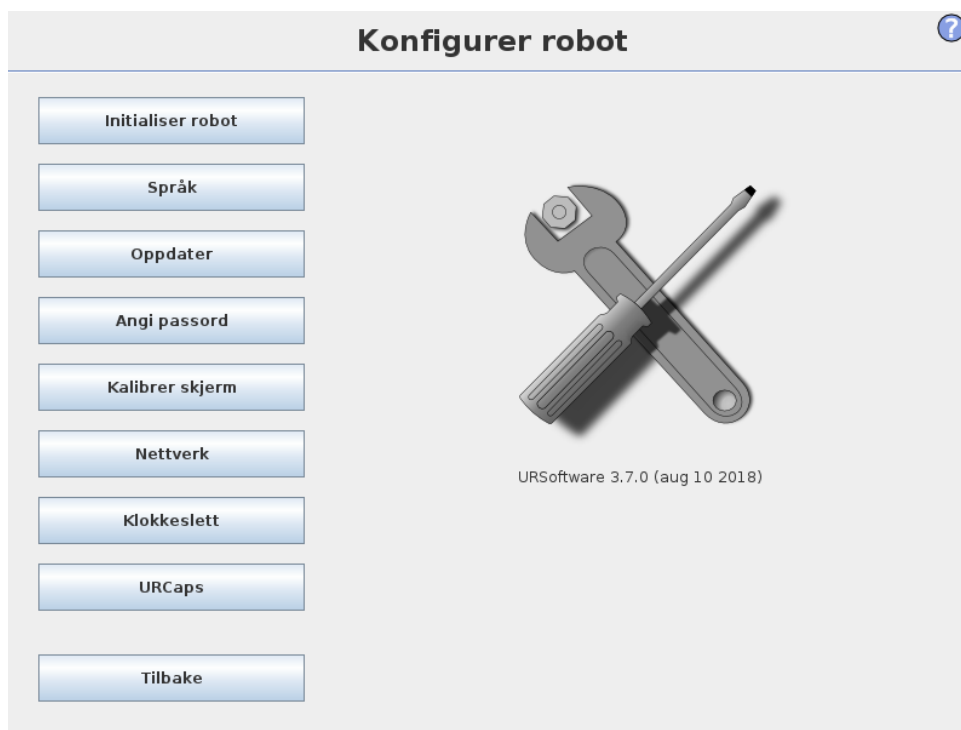 Konfigurer robot
?
Initialiser robot
Språk
Oppdater
Angi passord
Kalibrer skjerm
Nettverk
Klokkeslett
URCaps
Tilbake
URSoftware 3.7.0 (aug 10 2018)